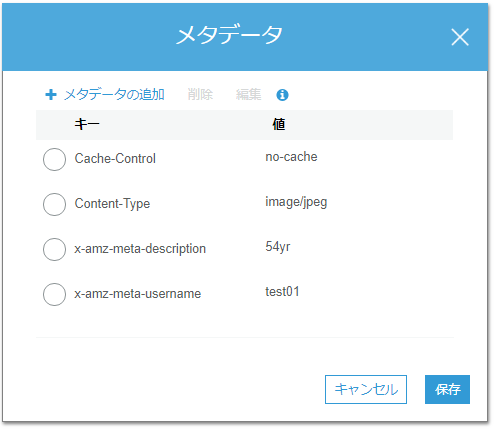 メタデータ
メタデータの追加 削除 編集
キー 値
Cache-Control no-cache
Content-Type image/jpeg
x-amz-meta-description 54yr
x-amz-meta-username test01
キャンセル 保存